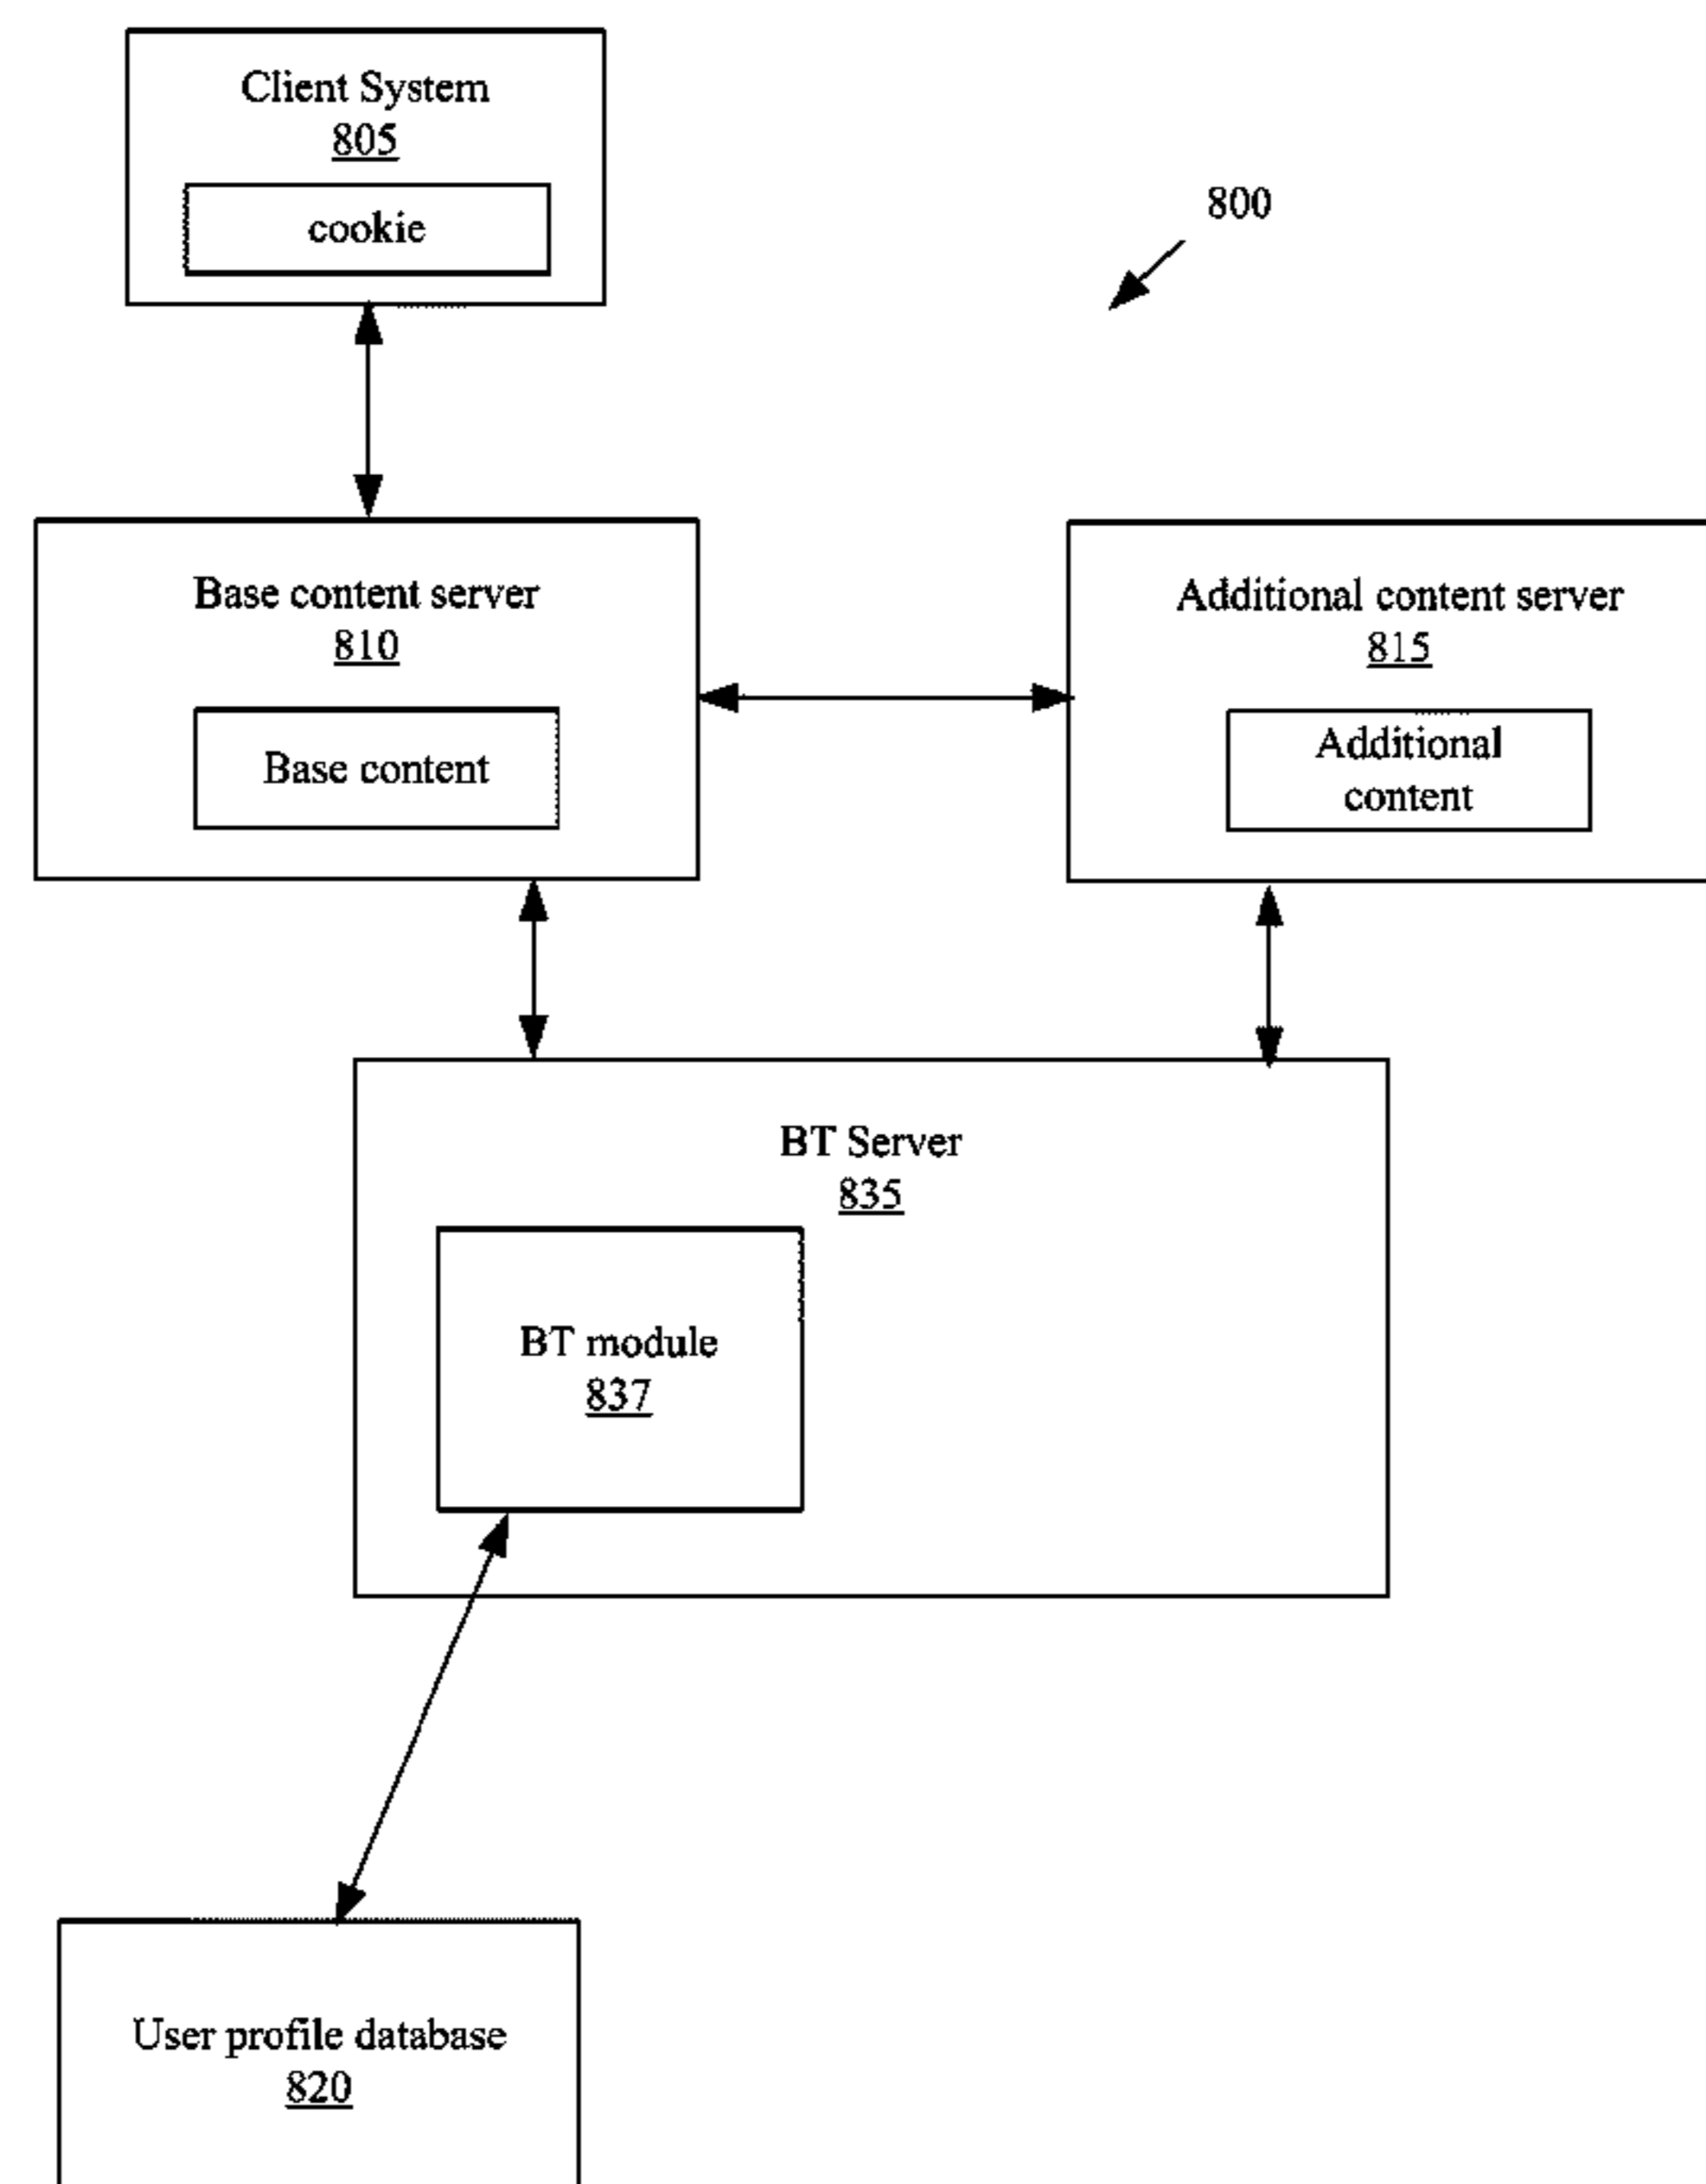 Client System
805
cookie
800
Base content server
810
Base content
Additional content server
815
Additional
content
BT Server
835
BT module
837
User profile database
820